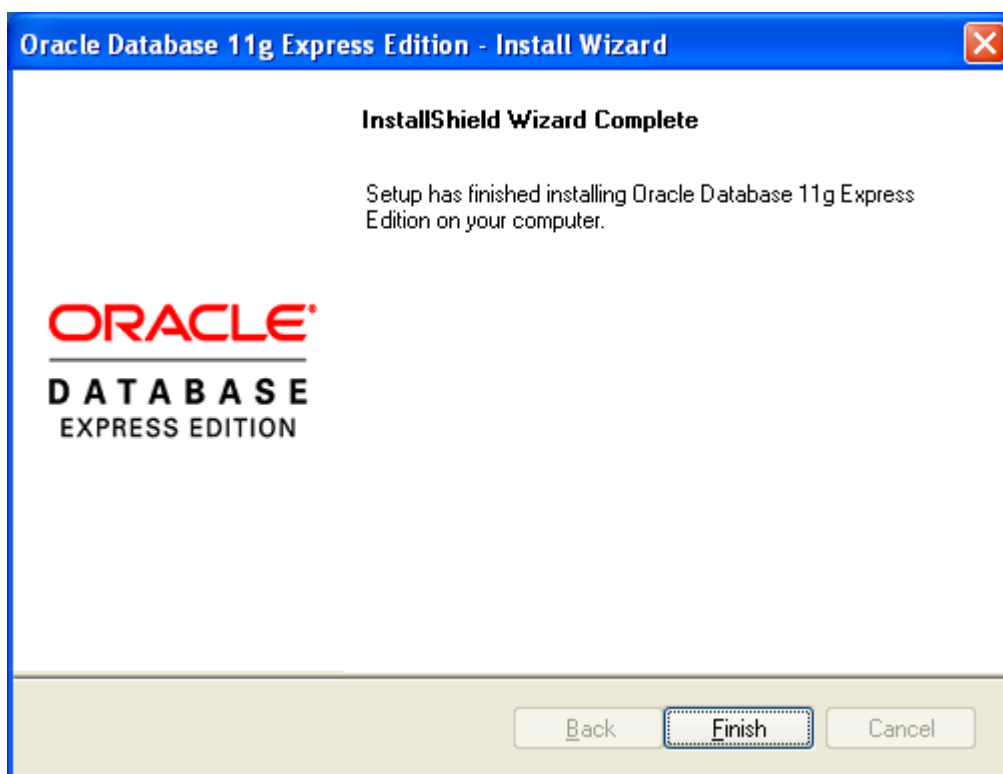 Oracle Database 11g Express Edition - Install Wizard
InstallShield Wizard Complete
Setup has finished installing Oracle Database 11g Express
Edition on your computer.
ORACLE
DATABASE
EXPRESS EDITION
Back
Finish
Cancel